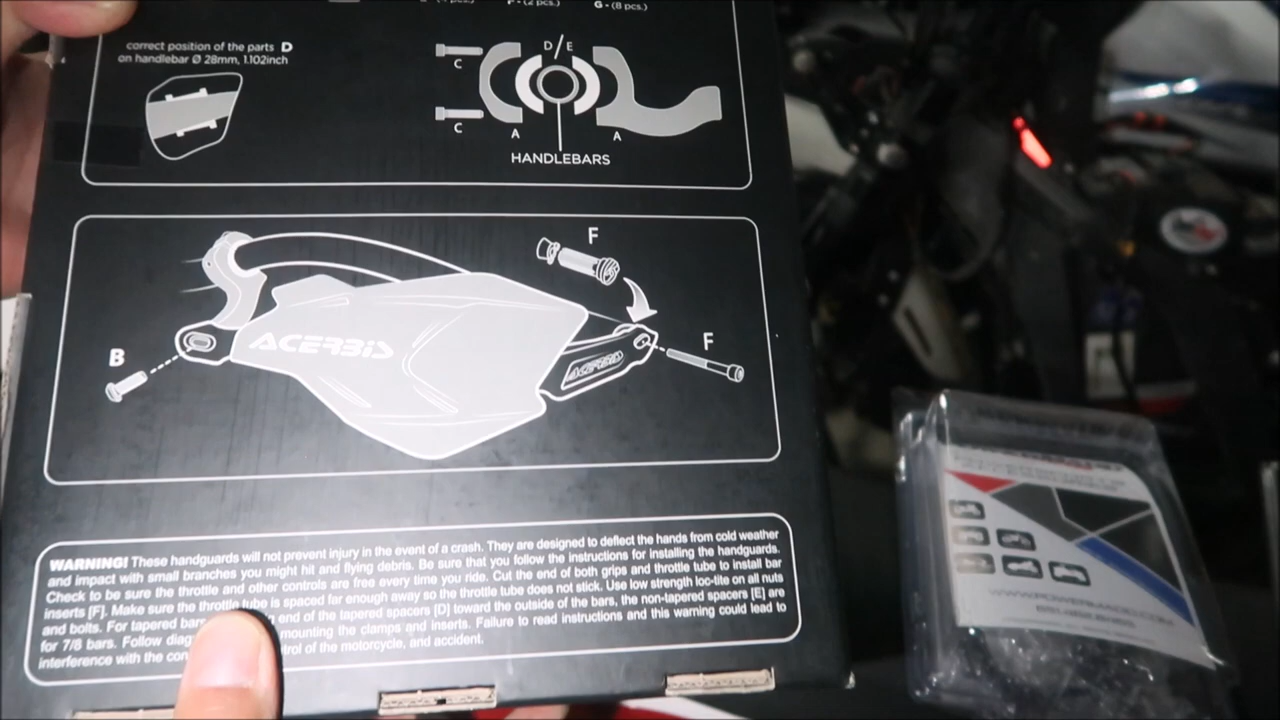 F - (2 pcs.) G - (8 pcs.)
correct position of the parts D
on handlebar Ø 28mm, 1.102inch
D/E
C
C
A
A
HANDLEBARS
F
B
F
ACERBIS
ACERBIS
WARNING! These handguards will not prevent injury in the event of a crash. They are designed to deflect the hands from cold weather
and impact with small branches you might hit and flying debris. Be sure that you follow the instructions for installing the handguards.
Check to be sure the throttle and other controls are free every time you ride. Cut the end of both grips and throttle tube to install bar
inserts [F]. Make sure the throttle tube is spaced far enough away so the throttle tube does not stick. Use low strength loc-tite on all nuts
and bolts. For tapered bars end of the tapered spacers [D] toward the outside of the bars, the non-tapered spacers [E] are
for 7/8 bars. Follow mounting the clamps and inserts. Failure to read instructions and this warning could lead to
interference with the trol of the motorcycle, and accident.